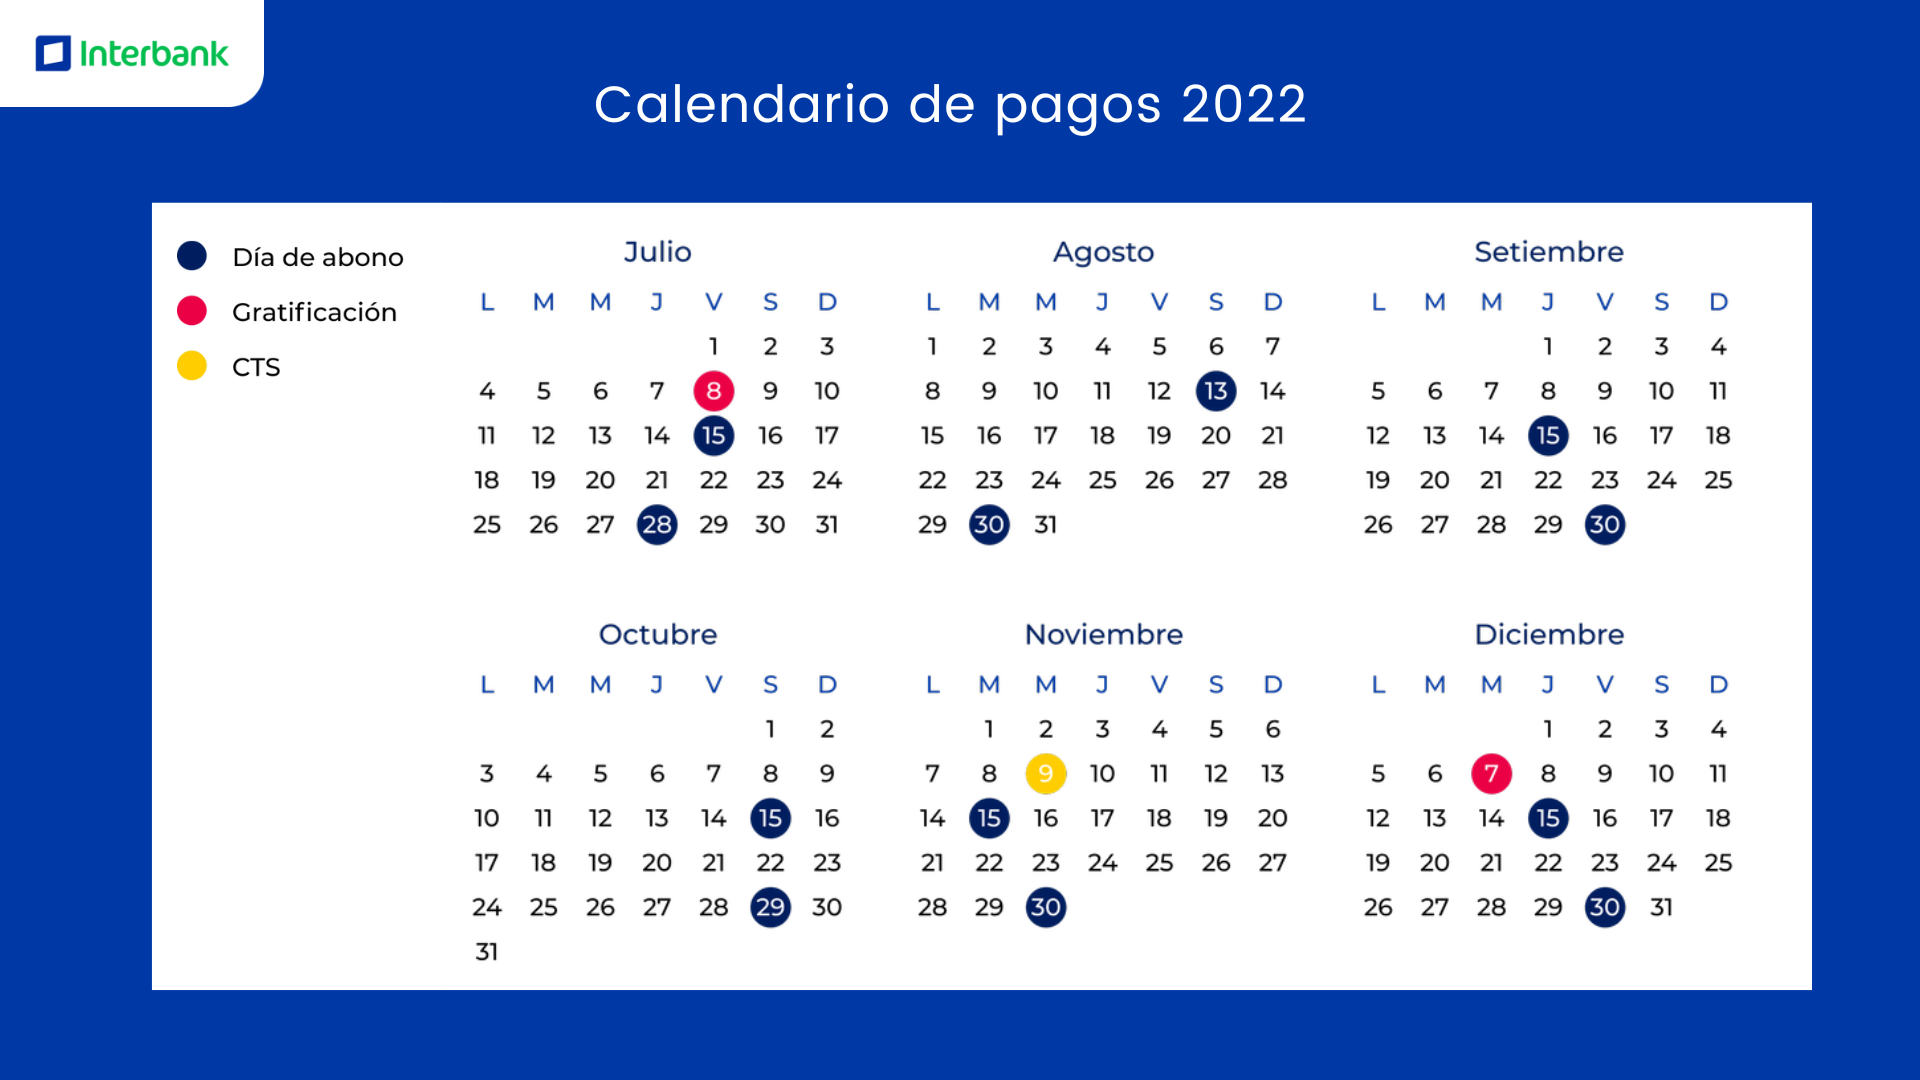 Interbank
Calendario de pagos 2022
Día de abono
Gratificación
CTS
Julio
L M M J V S D
1 2 3
4 5 6 7 8 9 10
11 12 13 14 15 16 17
18 19 20 21 22 23 24
25 26 27 28 29 30 31
Agosto
L M M J V S D
1 2 3 4 5 6 7
8 9 10 11 12 13 14
15 16 17 18 19 20 21
22 23 24 25 26 27 28
29 30 31
Setiembre
L M M J V S D
1 2 3 4
5 6 7 8 9 10 11
12 13 14 15 16 17 18
19 20 21 22 23 24 25
26 27 28 29 30
Octubre
L M M J V S D
1 2
3 4 5 6 7 8 9
10 11 12 13 14 15 16
17 18 19 20 21 22 23
24 25 26 27 28 29 30
31
Noviembre
L M M J V S D
1 2 3 4 5 6
7 8 9 10 11 12 13
14 15 16 17 18 19 20
21 22 23 24 25 26 27
28 29 30
Diciembre
L M M J V S D
1 2 3 4
5 6 7 8 9 10 11
12 13 14 15 16 17 18
19 20 21 22 23 24 25
26 27 28 29 30 31